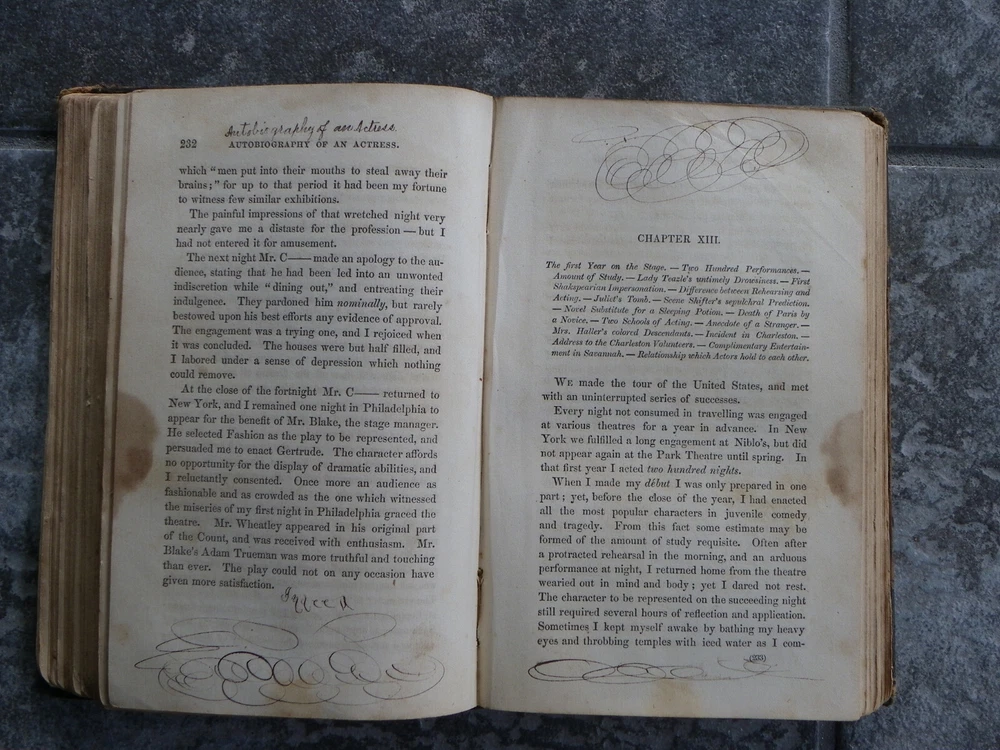 Autobiography of an Actress.
232 AUTOBIOGRAPHY OF AN ACTRESS.
which "men put into their mouths to steal away their
brains;" for up to that period it had been my fortune
to witness few similar exhibitions.
The painful impressions of that wretched night very
nearly gave me a distaste for the profession — but I
had not entered it for amusement.
The next night Mr. C—— made an apology to the au-
dience, stating that he had been led into an unwonted
indiscretion while "dining out," and entreating their
indulgence. They pardoned him nominally, but rarely
bestowed upon his best efforts any evidence of approval.
The engagement was a trying one, and I rejoiced when
it was concluded. The houses were but half filled, and
I labored under a sense of depression which nothing
could remove.
At the close of the fortnight Mr. C—— returned to
New York, and I remained one night in Philadelphia to
appear for the benefit of Mr. Blake, the stage manager.
He selected Fashion as the play to be represented, and
persuaded me to enact Gertrude. The character affords
no opportunity for the display of dramatic abilities, and
I reluctantly consented. Once more an audience as
fashionable and as crowded as the one which witnessed
the miseries of my first night in Philadelphia graced the
theatre. Mr. Wheatley appeared in his original part
of the Count, and was received with enthusiasm. Mr.
Blake's Adam Trueman was more truthful and touching
than ever. The play could not on any occasion have
given more satisfaction.
CHAPTER XIII.
The first Year on the Stage. — Two Hundred Performances. —
Amount of Study. — Lady Teazle's untimely Drowsiness. — First
Shakspearian Impersonation. — Difference between Rehearsing and
Acting. — Juliet's Tomb. — Scene Shifter's sepulchral Prediction.
— Novel Substitute for a Sleeping Potion. — Death of Paris by
a Novice. — Two Schools of Acting. — Anecdote of a Stranger. —
Mrs. Haller's colored Descendants. — Incident in Charleston. —
Address to the Charleston Volunteers. — Complimentary Entertain-
ment in Savannah. — Relationship which Actors hold to each other.
WE made the tour of the United States, and met
with an uninterrupted series of successes.
Every night not consumed in travelling was engaged
at various theatres for a year in advance. In New
York we fulfilled a long engagement at Niblo's, but did
not appear again at the Park Theatre until spring. In
that first year I acted two hundred nights.
When I made my début I was only prepared in one
part; yet, before the close of the year, I had enacted
all the most popular characters in juvenile comedy
and tragedy. From this fact some estimate may be
formed of the amount of study requisite. Often after
a protracted rehearsal in the morning, and an arduous
performance at night, I returned home from the theatre
wearied out in mind and body; yet I dared not rest.
The character to be represented on the succeeding night
still required several hours of reflection and application.
Sometimes I kept myself awake by bathing my heavy
eyes and throbbing temples with iced water as I com-
(233)